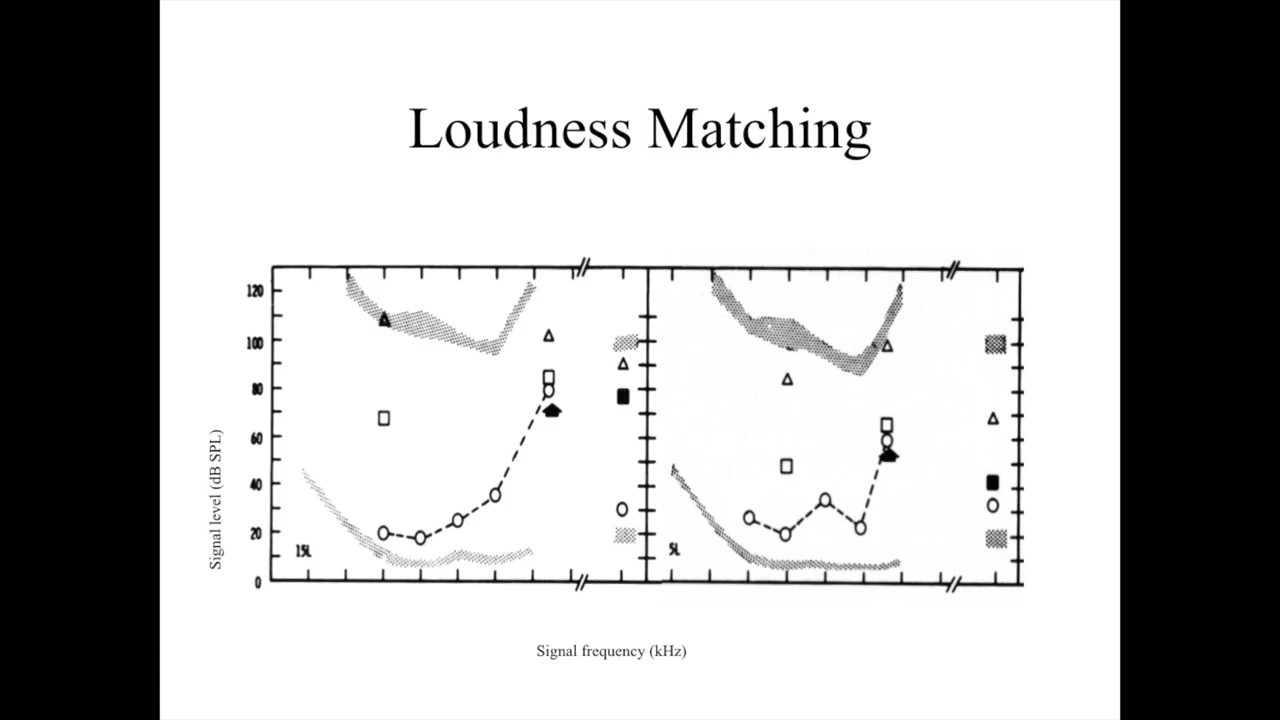 Loudness Matching
120
100
80
60
40
20
0
Signal level (dB SPL)
15L
5L
Signal frequency (kHz)